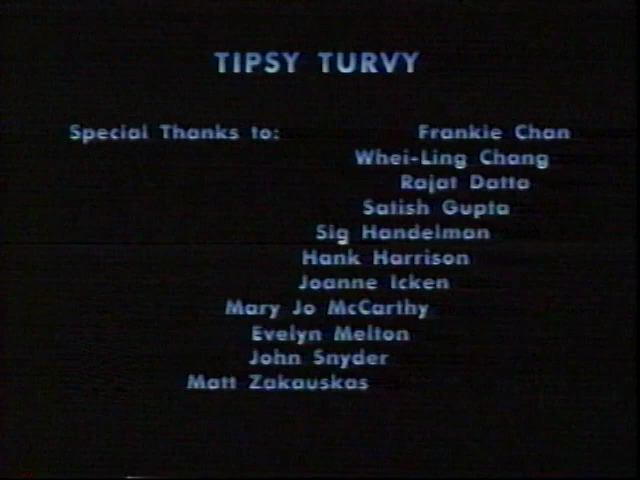 TIPSY TURVY
Special Thanks to: Frankie Chan
Whei-Ling Chang
Rajat Datta
Satish Gupta
Sig Handelman
Hank Harrison
Joanne Icken
Mary Jo McCarthy
Evelyn Melton
John Snyder
Matt Zakauskas